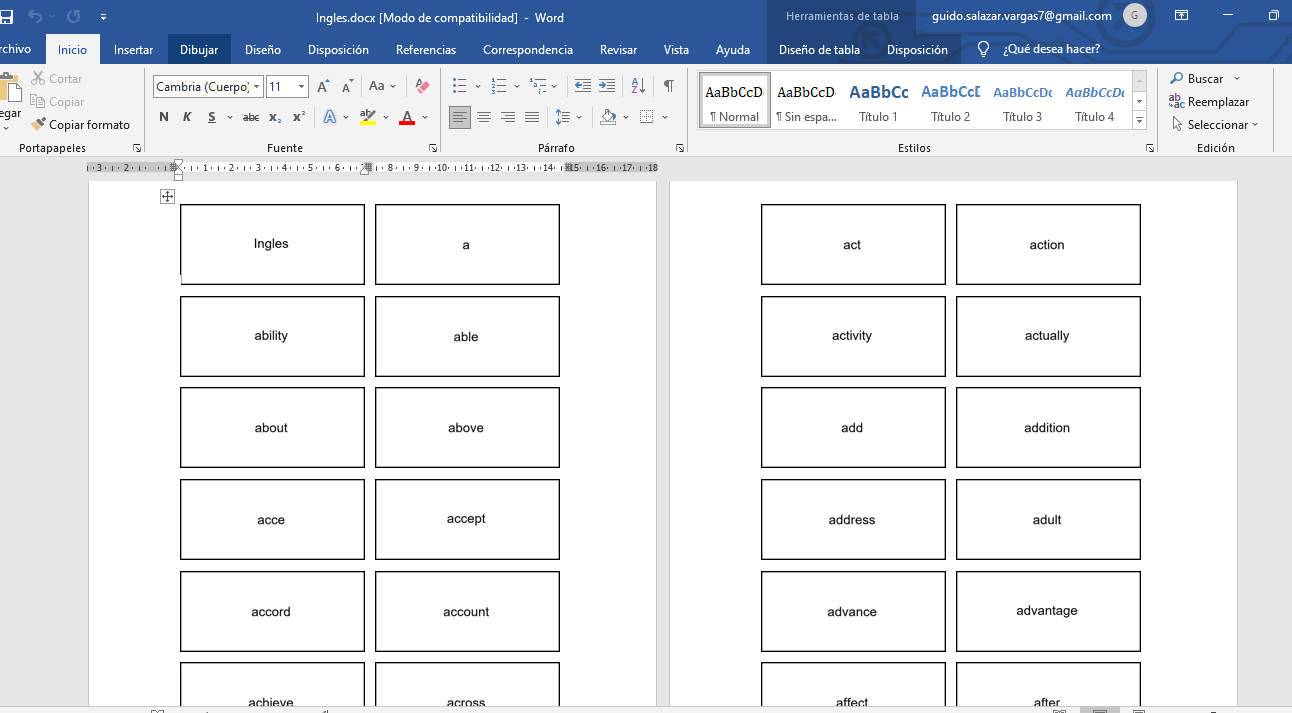 Ingles.docx [Modo de compatibilidad] - Word
Herramientas de tabla
guido.salazar.vargas7@gmail.com
G
rchivo Inicio Insertar Dibujar Diseño Disposición Referencias Correspondencia Revisar Vista Ayuda Diseño de tabla Disposición ¿Qué desea hacer?
egar
Cortar
Copiar
Copiar formato
Portapapeles
Cambria (Cuerpo) 11
A A Aa
N K S abc x₂ x² A ab A
Fuente
A Z ¶
Párrafo
AaBbCcD AaBbCcD AaBbCc AaBbCcD AaBbCcDc AaBbCcDc
¶ Normal ¶ Sin espa... Título 1 Título 2 Título 3 Título 4
Estilos
Buscar
Reemplazar
Seleccionar
Edición
3 2 1 2 3 4 5 6 8 9 10 11 12 13 14 15 16 17 18
Ingles a
ability able
about above
acce accept
accord account
achieve across
act action
activity actually
add addition
address adult
advance advantage
affect after